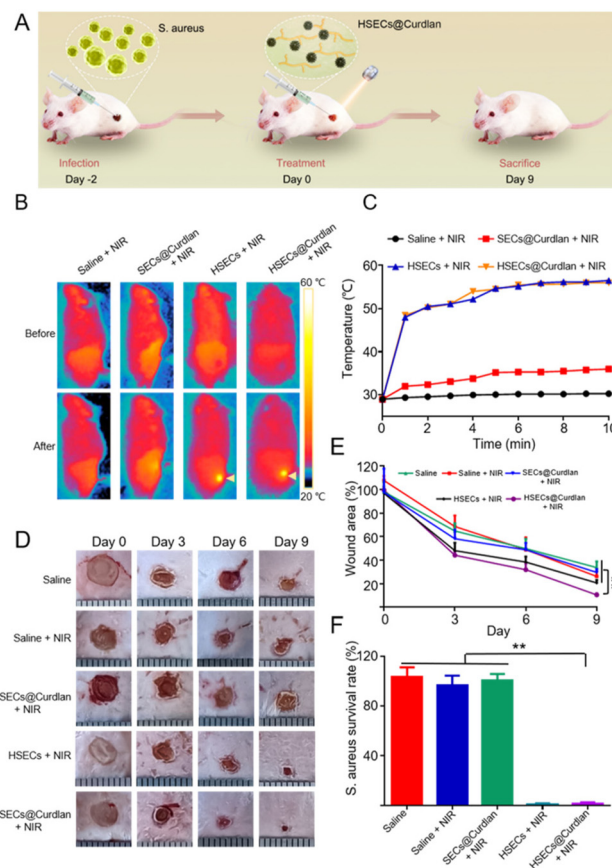 A
S. aureus
HSECs@Curdlan
Infection
Treatment
Sacrifice
Day -2
Day 0
Day 9
B
Saline + NIR
SECs@Curdlan
+ NIR
HSECs + NIR
HSECs@Curdlan
+ NIR
60 °C
Before
After
20 °C
C
Saline + NIR
SECs@Curdlan + NIR
HSECs + NIR
HSECs@Curdlan + NIR
Temperature (℃)
60
50
40
30
0
2
4
6
8
10
Time (min)
D
Day 0
Day 3
Day 6
Day 9
Saline
Saline + NIR
SECs@Curdlan
+ NIR
HSECs + NIR
SECs@Curdlan
+ NIR
E
Saline
Saline + NIR
SECs@Curdlan
+ NIR
HSECs + NIR
HSECs@Curdlan
+ NIR
Wound area (%)
120
100
80
60
40
20
0
3
6
9
Day
F
S. aureus survival rate (%)
120
80
40
0
**
Saline
Saline + NIR
SECs@Curdlan
+ NIR
HSECs + NIR
HSECs@Curdlan
+ NIR